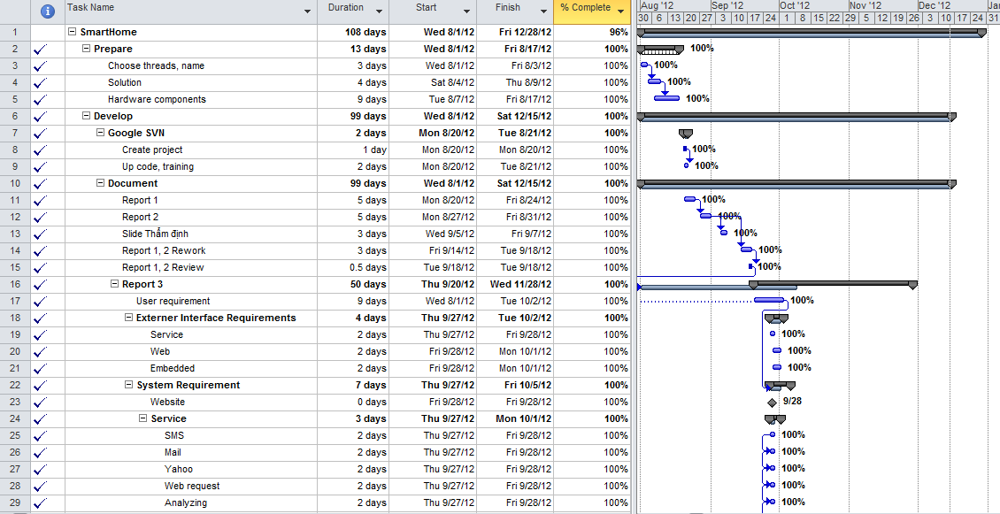 Task Name Duration Start Finish % Complete Aug '12 Sep '12 Oct '12 Nov '12 Dec '12 Jan
30 6 13 20 27 3 10 17 24 1 8 15 22 29 5 12 19 26 3 10 17 24 31
1 SmartHome 108 days Wed 8/1/12 Fri 12/28/12 96%
2 Prepare 13 days Wed 8/1/12 Fri 8/17/12 100% 100%
3 Choose threads, name 3 days Wed 8/1/12 Fri 8/3/12 100% 100%
4 Solution 4 days Sat 8/4/12 Thu 8/9/12 100% 100%
5 Hardware components 9 days Tue 8/7/12 Fri 8/17/12 100% 100%
6 Develop 99 days Wed 8/1/12 Sat 12/15/12 100%
7 Google SVN 2 days Mon 8/20/12 Tue 8/21/12 100%
8 Create project 1 day Mon 8/20/12 Mon 8/20/12 100% 100%
9 Up code, training 2 days Mon 8/20/12 Tue 8/21/12 100% 100%
10 Document 99 days Wed 8/1/12 Sat 12/15/12 100%
11 Report 1 5 days Mon 8/20/12 Fri 8/24/12 100% 100%
12 Report 2 5 days Mon 8/27/12 Fri 8/31/12 100% 100%
13 Slide Thẩm định 3 days Wed 9/5/12 Fri 9/7/12 100% 100%
14 Report 1, 2 Rework 3 days Fri 9/14/12 Tue 9/18/12 100% 100%
15 Report 1, 2 Review 0.5 days Tue 9/18/12 Tue 9/18/12 100% 100%
16 Report 3 50 days Thu 9/20/12 Wed 11/28/12 100%
17 User requirement 9 days Wed 8/1/12 Tue 10/2/12 100% 100%
18 Externer Interface Requirements 4 days Thu 9/27/12 Tue 10/2/12 100%
19 Service 2 days Thu 9/27/12 Fri 9/28/12 100% 100%
20 Web 2 days Fri 9/28/12 Mon 10/1/12 100% 100%
21 Embedded 2 days Fri 9/28/12 Mon 10/1/12 100% 100%
22 System Requirement 7 days Thu 9/27/12 Fri 10/5/12 100%
23 Website 0 days Fri 9/28/12 Fri 9/28/12 100% 9/28
24 Service 3 days Thu 9/27/12 Mon 10/1/12 100%
25 SMS 2 days Thu 9/27/12 Fri 9/28/12 100% 100%
26 Mail 2 days Thu 9/27/12 Fri 9/28/12 100% 100%
27 Yahoo 2 days Thu 9/27/12 Fri 9/28/12 100% 100%
28 Web request 2 days Thu 9/27/12 Fri 9/28/12 100% 100%
29 Analyzing 2 days Thu 9/27/12 Fri 9/28/12 100% 100%